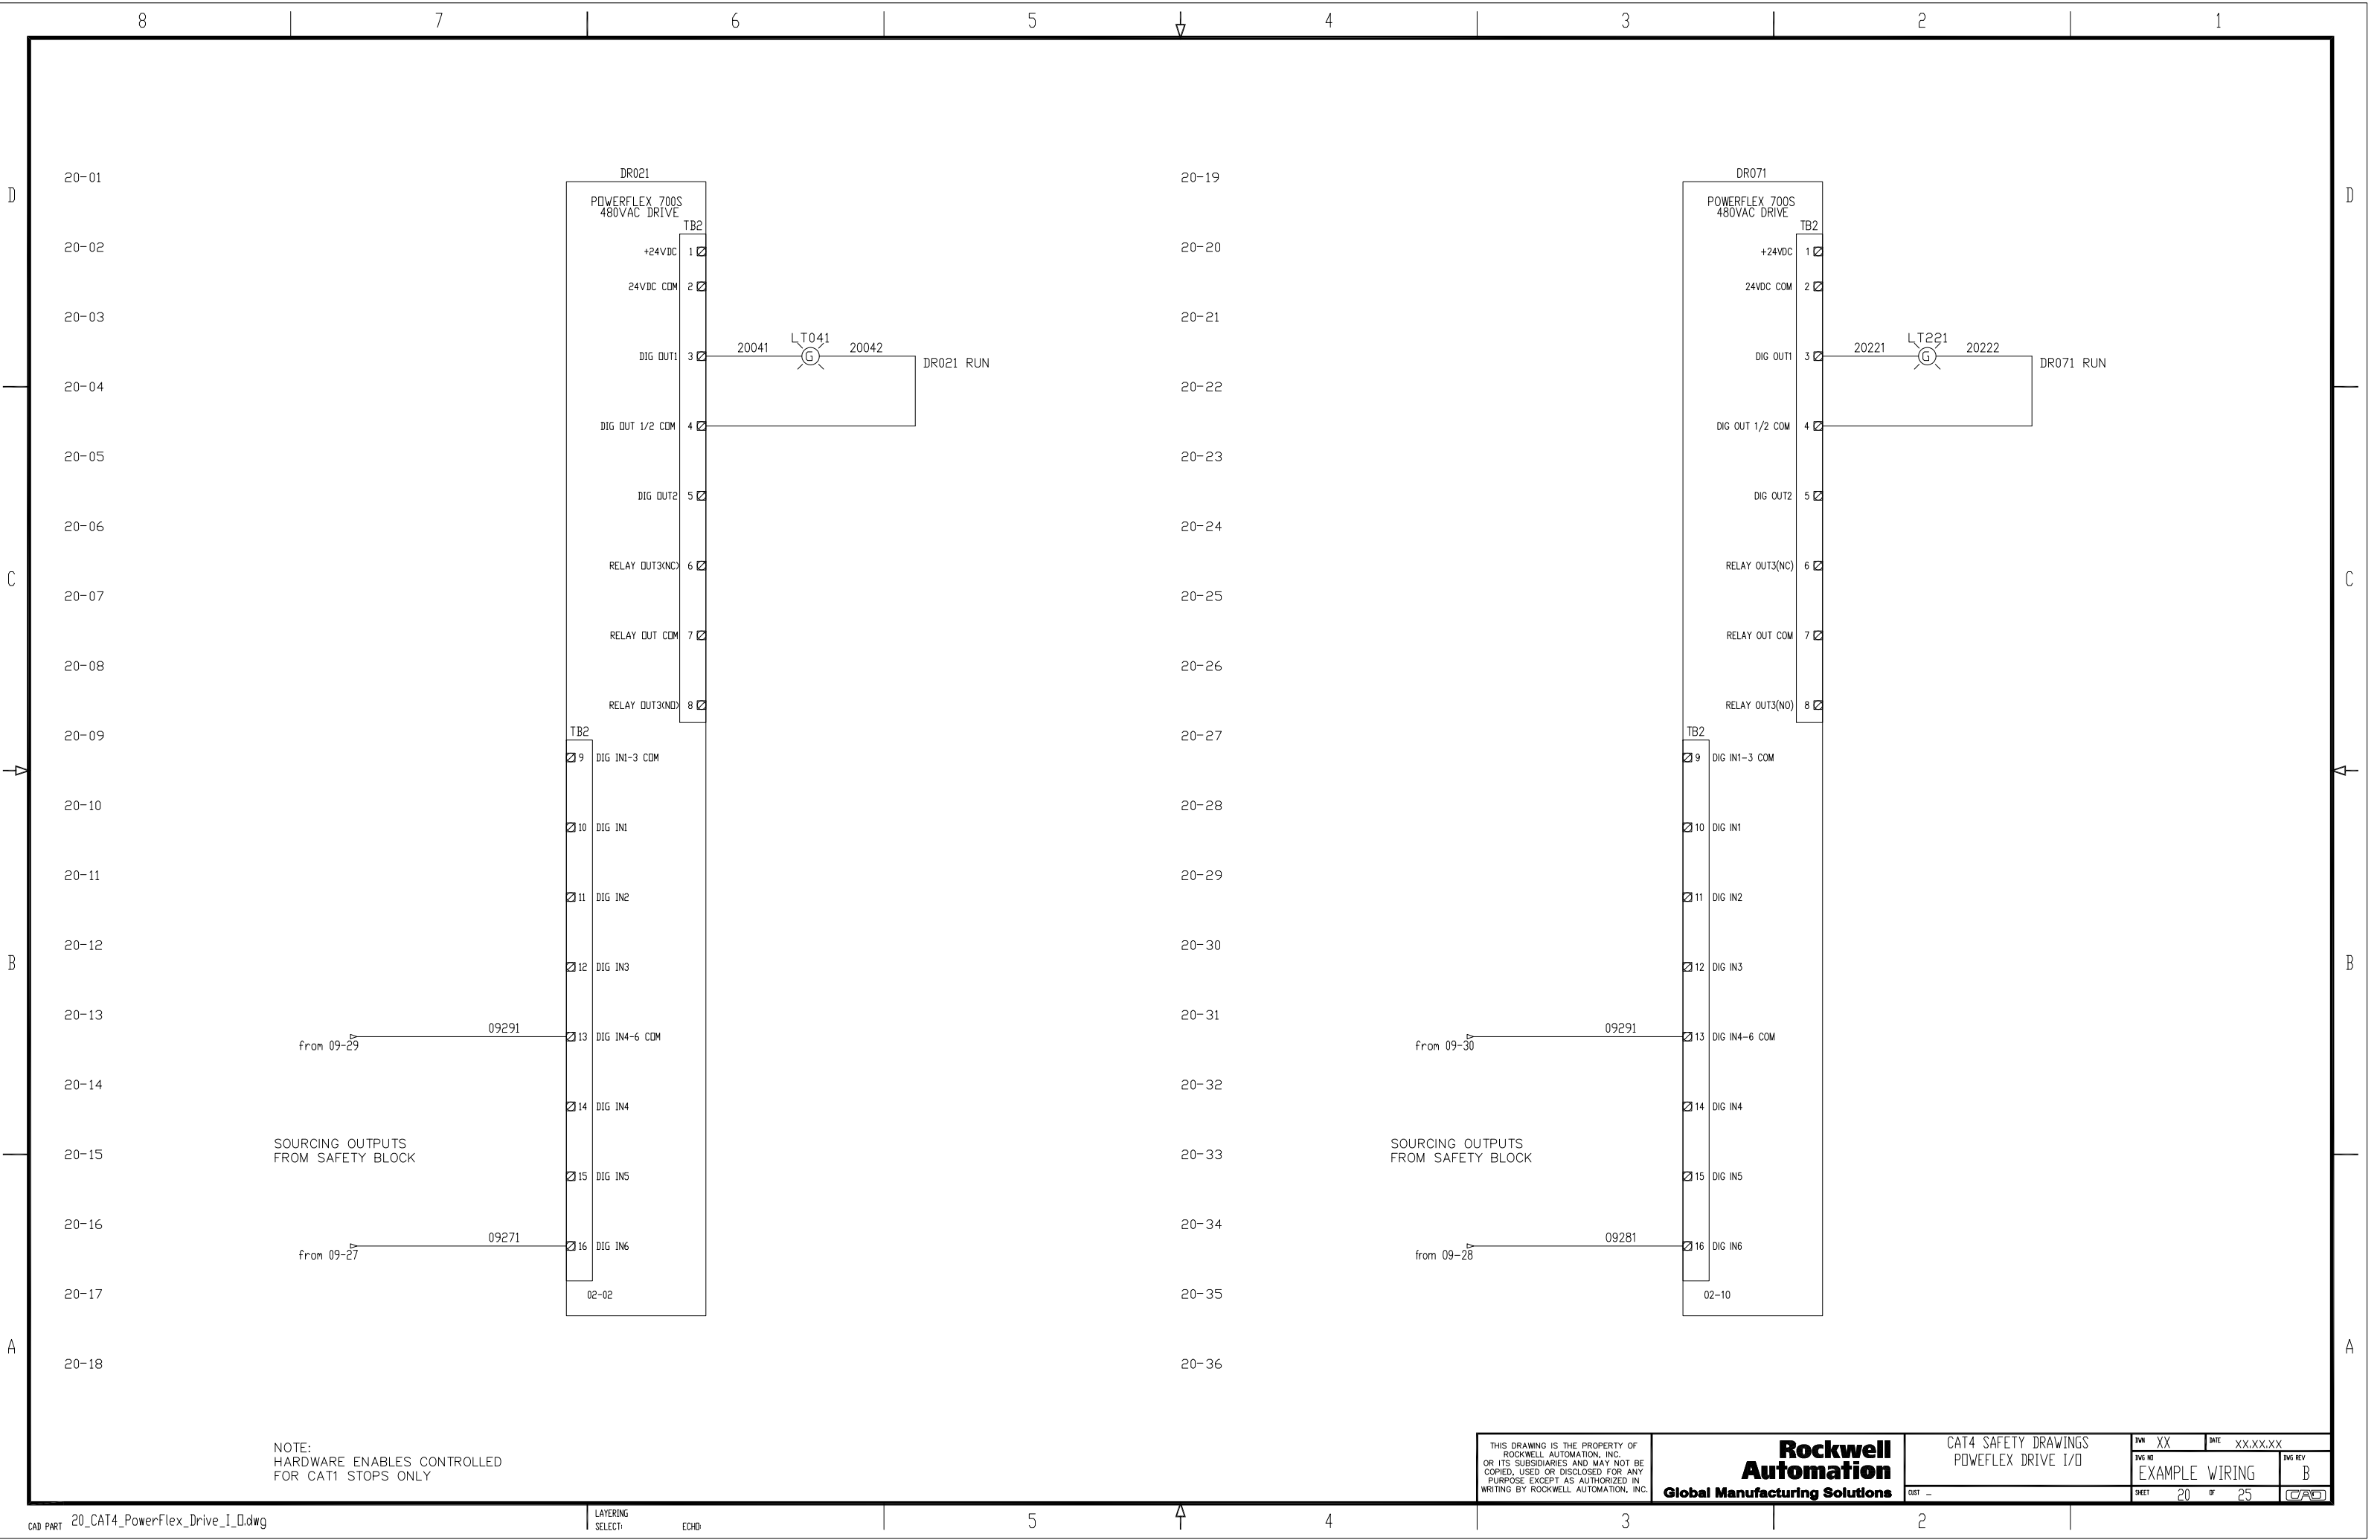 8 7 6 5 4 3 2 1
D
C
B
A
20-01
20-02
20-03
20-04
20-05
20-06
20-07
20-08
20-09
20-10
20-11
20-12
20-13
20-14
20-15
20-16
20-17
20-18
DR021
POWERFLEX 700S
480VAC DRIVE
TB2
+24VDC 1
24VDC COM 2
DIG OUT1 3
20041
LT041
G
20042
DR021 RUN
DIG OUT 1/2 COM 4
DIG OUT2 5
RELAY OUT3(NC) 6
RELAY OUT COM 7
RELAY OUT3(NO) 8
TB2
9 DIG IN1-3 COM
10 DIG IN1
11 DIG IN2
12 DIG IN3
from 09-29
09291
13 DIG IN4-6 COM
14 DIG IN4
SOURCING OUTPUTS
FROM SAFETY BLOCK
15 DIG IN5
from 09-27
09271
16 DIG IN6
02-02
20-19
20-20
20-21
20-22
20-23
20-24
20-25
20-26
20-27
20-28
20-29
20-30
20-31
20-32
20-33
20-34
20-35
20-36
DR071
POWERFLEX 700S
480VAC DRIVE
TB2
+24VDC 1
24VDC COM 2
DIG OUT1 3
20221
LT221
G
20222
DR071 RUN
DIG OUT 1/2 COM 4
DIG OUT2 5
RELAY OUT3(NC) 6
RELAY OUT COM 7
RELAY OUT3(NO) 8
TB2
9 DIG IN1-3 COM
10 DIG IN1
11 DIG IN2
12 DIG IN3
from 09-30
09291
13 DIG IN4-6 COM
14 DIG IN4
SOURCING OUTPUTS
FROM SAFETY BLOCK
15 DIG IN5
from 09-28
09281
16 DIG IN6
02-10
D
C
B
A
NOTE:
HARDWARE ENABLES CONTROLLED
FOR CAT1 STOPS ONLY
THIS DRAWING IS THE PROPERTY OF
ROCKWELL AUTOMATION, INC.
OR ITS SUBSIDIARIES AND MAY NOT BE
COPIED, USED OR DISCLOSED FOR ANY
PURPOSE EXCEPT AS AUTHORIZED IN
WRITING BY ROCKWELL AUTOMATION, INC.
Rockwell
Automation
Global Manufacturing Solutions
CAT4 SAFETY DRAWINGS
POWEFLEX DRIVE I/O
CUST -
DWN XX DATE XX.XX.XX
DWG NO
EXAMPLE WIRING
DWG REV
B
SHEET 20 OF 25
CAD
CAD PART 20_CAT4_PowerFlex_Drive_I_O.dwg
LAYERING
SELECT: ECHO:
5 4 3 2 1